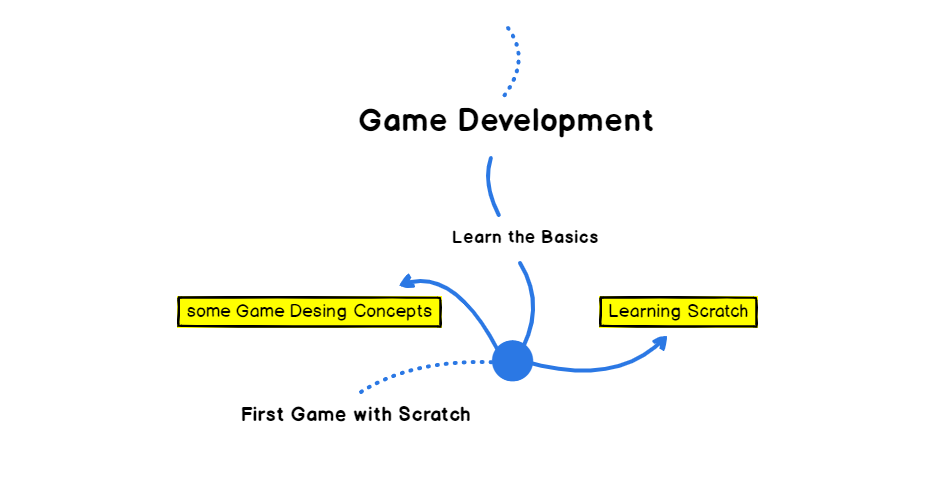 Game Development
Learn the Basics
some Game Desing Concepts
Learning Scratch
First Game with Scratch